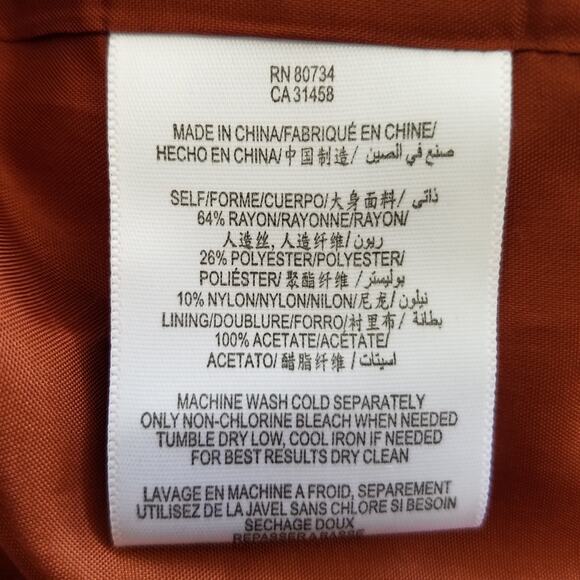 RN 80734
CA 31458
MADE IN CHINA/FABRIQUÉ EN CHINE/
HECHO EN CHINA/中国制造/ صنع في الصين
SELF/FORME/CUERPO/大身面料/ ذاتى
64% RAYON/RAYONNE/RAYON/
人造丝, 人造纤维/ ريون
26% POLYESTER/POLYESTER/
POLIÉSTER/ 聚酯纤维 / بوليستر
10% NYLON/NYLON/NILON/尼龙/ نيلون
LINING/DOUBLURE/FORRO/衬里布/ بطانة
100% ACETATE/ACÉTATE/
ACETATO/ 醋脂纤维 / اسيتات
MACHINE WASH COLD SEPARATELY
ONLY NON-CHLORINE BLEACH WHEN NEEDED
TUMBLE DRY LOW, COOL IRON IF NEEDED
FOR BEST RESULTS DRY CLEAN
LAVAGE EN MACHINE A FROID, SEPAREMENT
UTILISEZ DE LA JAVEL SANS CHLORE SI BESOIN
SECHAGE DOUX
REPASSER A BASSE